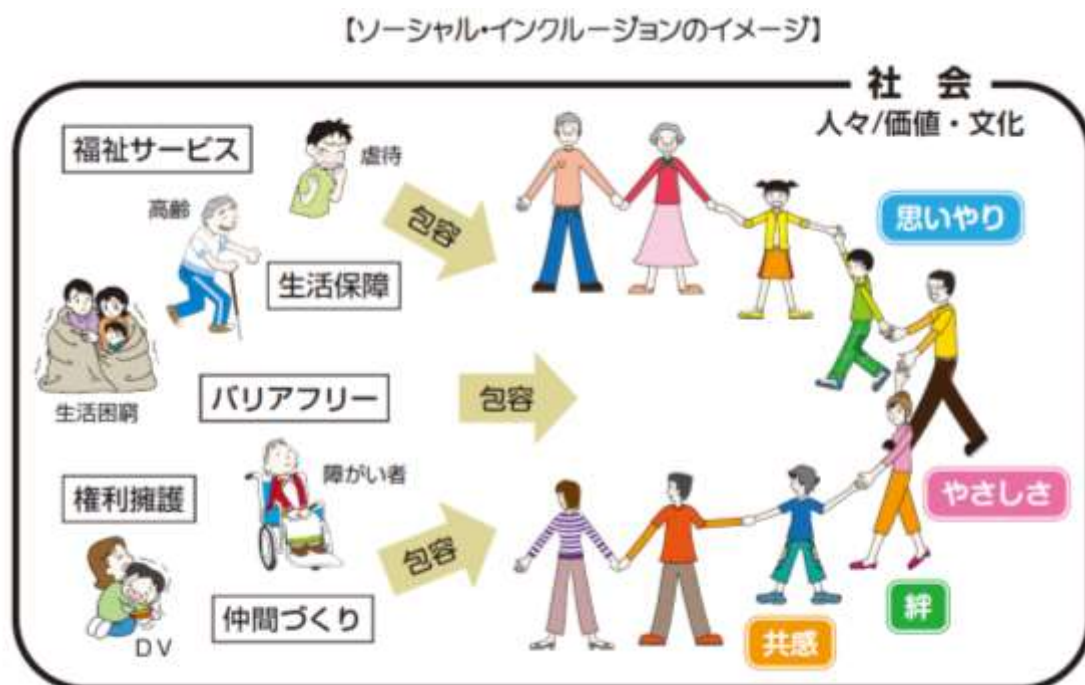 【ソーシャル・インクルージョンのイメージ】
社 会
人々/価値・文化
福祉サービス
虐待
高齢
包容
思いやり
生活保障
生活困窮
バリアフリー
包容
権利擁護
障がい者
やさしさ
包容
仲間づくり
絆
共感
DV